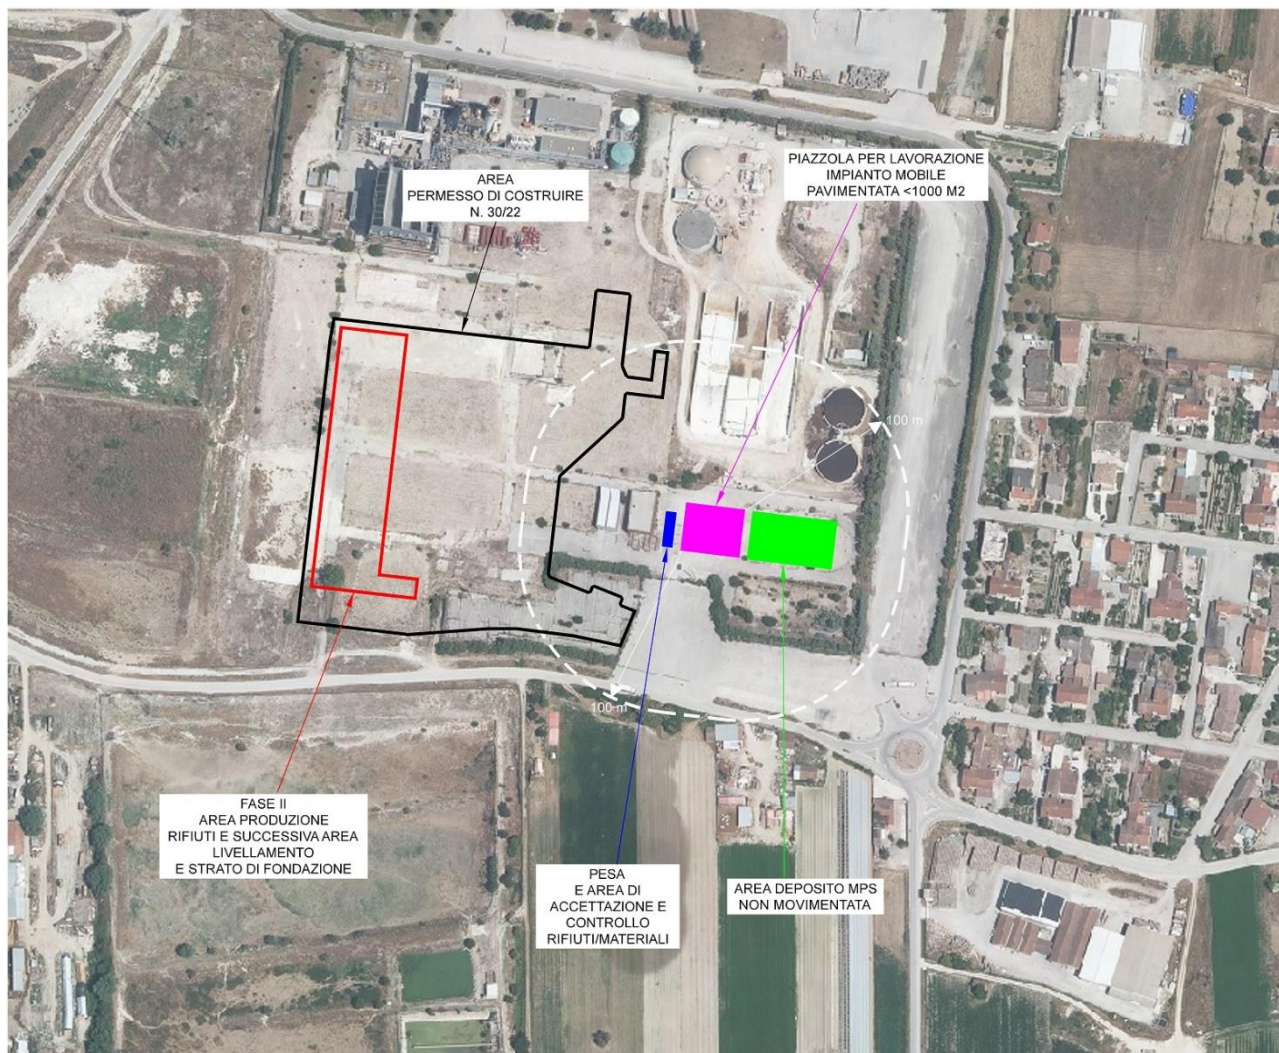 PIAZZOLA PER LAVORAZIONE
IMPIANTO MOBILE
PAVIMENTATA <1000 M2
AREA
PERMESSO DI COSTRUIRE
N. 30/22
100 m
100 m
FASE II
AREA PRODUZIONE
RIFIUTI E SUCCESSIVA AREA
LIVELLAMENTO
E STRATO DI FONDAZIONE
PESA
E AREA DI
ACCETTAZIONE E
CONTROLLO
RIFIUTI/MATERIALI
AREA DEPOSITO MPS
NON MOVIMENTATA